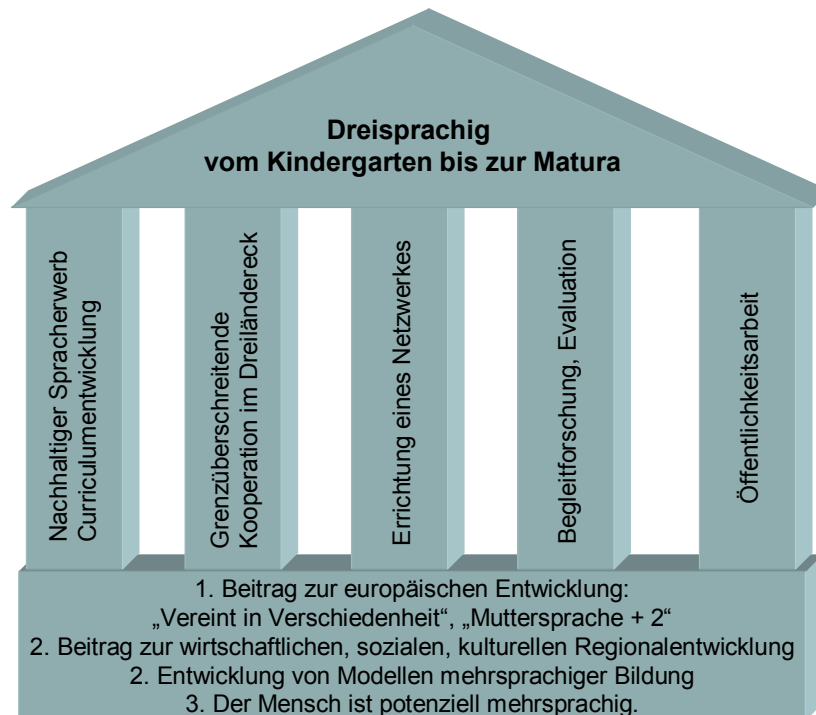 Dreisprachig
vom Kindergarten bis zur Matura
Nachhaltiger Spracherwerb
Curriculumentwicklung
Grenzüberschreitende
Kooperation im Dreiländereck
Errichtung eines Netzwerkes
Begleitforschung, Evaluation
Öffentlichkeitsarbeit
1. Beitrag zur europäischen Entwicklung:
„Vereint in Verschiedenheit“, „Muttersprache + 2“
2. Beitrag zur wirtschaftlichen, sozialen, kulturellen Regionalentwicklung
2. Entwicklung von Modellen mehrsprachiger Bildung
3. Der Mensch ist potenziell mehrsprachig.